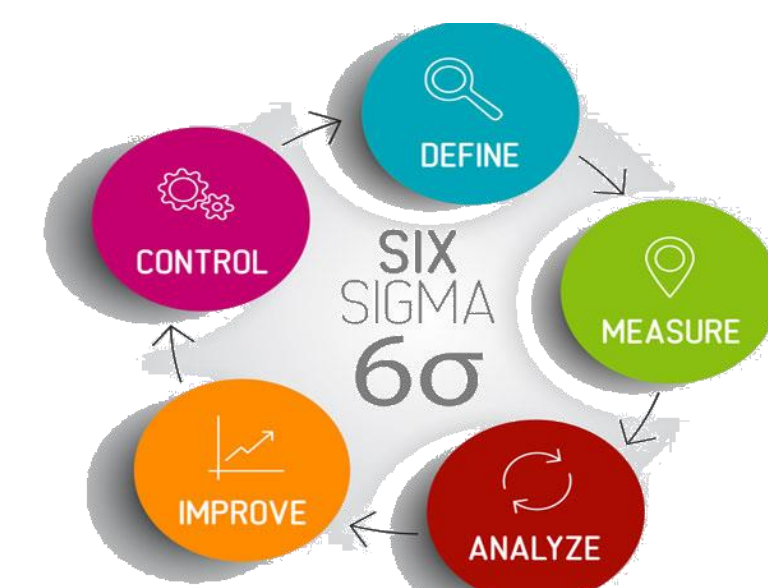 DEFINE
CONTROL
SIX
SIGMA
6σ
MEASURE
IMPROVE
ANALYZE